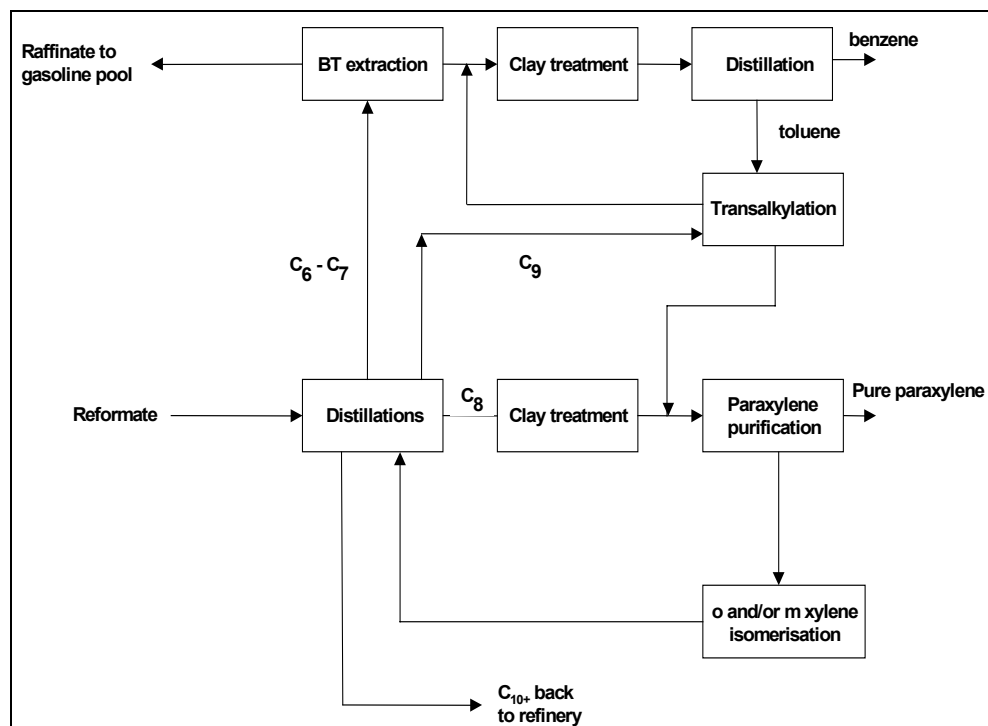 Raffinate to
gasoline pool
BT extraction
Clay treatment
Distillation
benzene
toluene
Transalkylation
C6 - C7
C9
Reformate
Distillations
C8
Clay treatment
Paraxylene
purification
Pure paraxylene
o and/or m xylene
isomerisation
C10+ back
to refinery